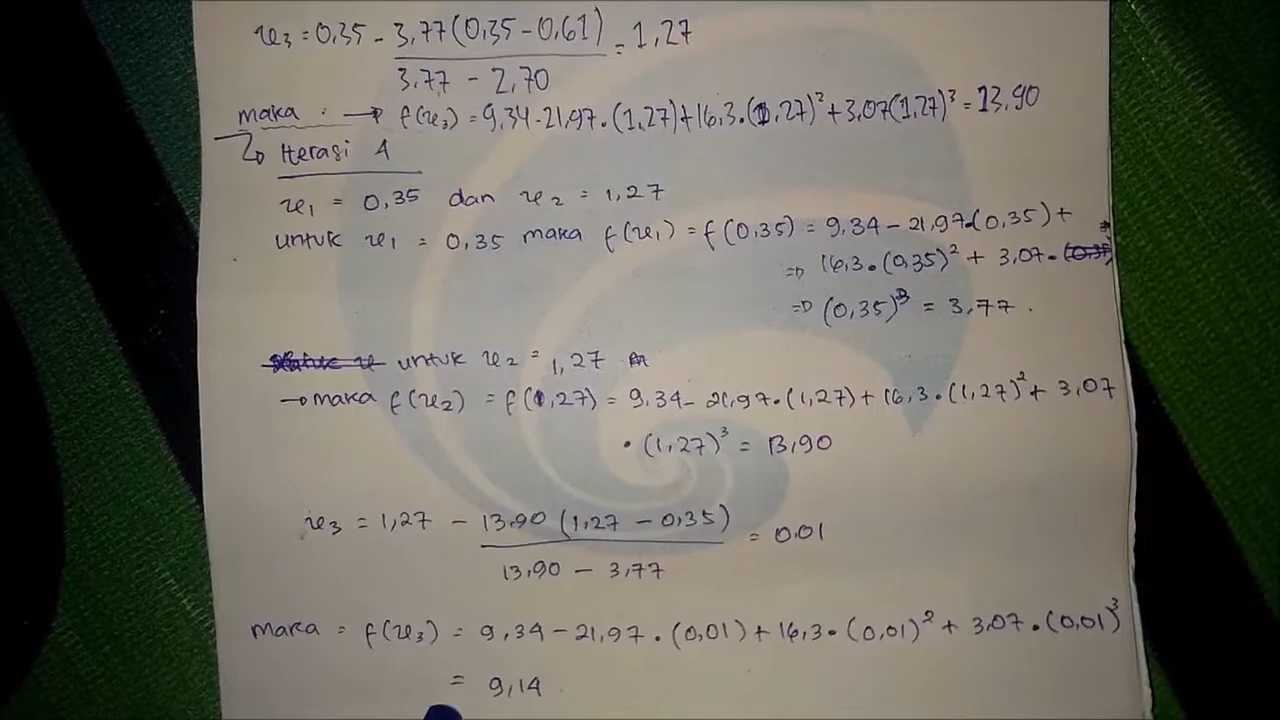 x3 = 0,35 - 3,77(0,35 - 0,61) = 1,27
3,77 - 2,70
maka : → f(x3) = 9,34 - 21,97 . (1,27) + 16,3 . (1,27)² + 3,07(1,27)³ = 13,90
↳ Iterasi 4
x1 = 0,35 dan x2 = 1,27
untuk x1 = 0,35 maka f(x1) = f(0,35) = 9,34 - 21,97.(0,35) +
⇒ 16,3 . (0,35)² + 3,07 .
⇒ (0,35)³ = 3,77 .
untuk x2 = 1,27
→ maka f(x2) = f(1,27) = 9,34 - 21,97 . (1,27) + 16,3 . (1,27)² + 3,07
. (1,27)³ = 13,90
x3 = 1,27 - 13,90 (1,27 - 0,35) = 0,01
13,90 - 3,77
maka = f(x3) = 9,34 - 21,97 . (0,01) + 16,3 . (0,01)² + 3,07 . (0,01)³
= 9,14